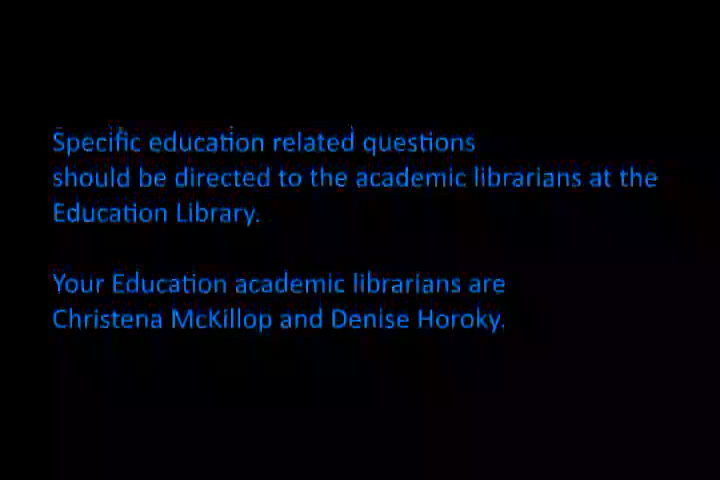 Specific education related questions
should be directed to the academic librarians at the
Education Library.
Your Education academic librarians are
Christena McKillop and Denise Horoky.